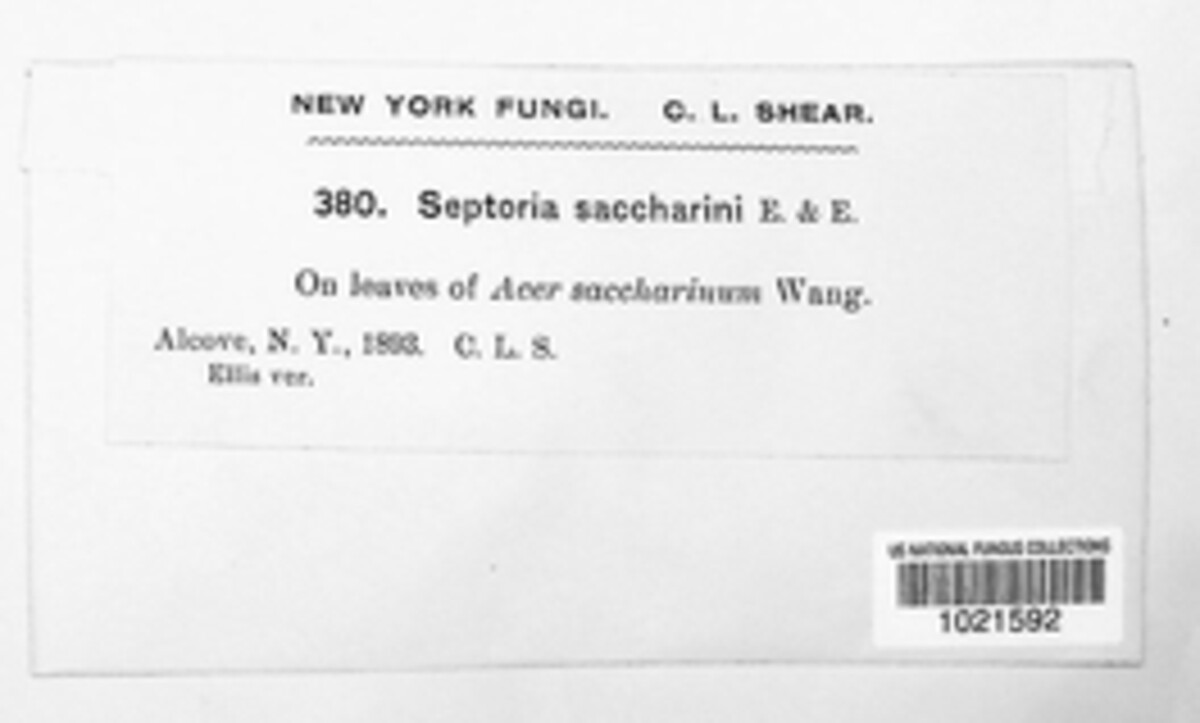 NEW YORK FUNGI. C. L. SHEAR.
380. Septoria saccharini E. & E.
On leaves of Acer saccharinum Wang.
Alcove, N. Y., 1893. C. L. S.
Ellis ver.
US NATIONAL FUNGUS COLLECTIONS
1021592